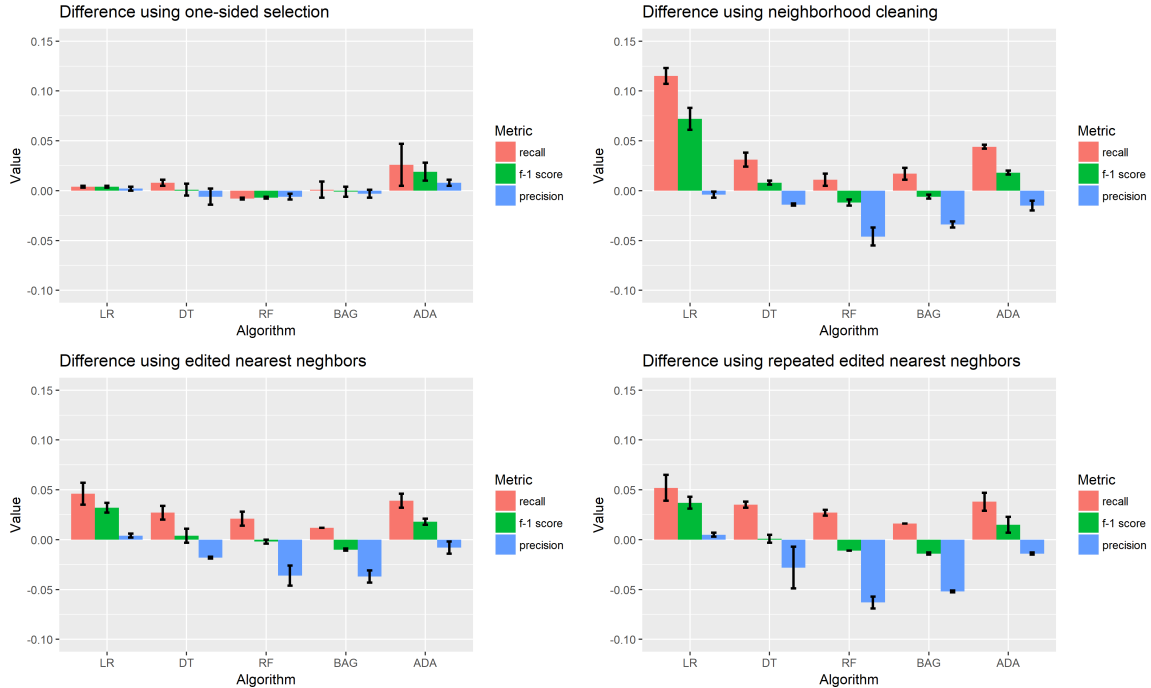 Difference using one-sided selection
0.15
0.10
0.05
0.00
-0.05
-0.10
Value
LR DT RF BAG ADA
Algorithm
Metric
recall
f-1 score
precision
Difference using neighborhood cleaning
0.15
0.10
0.05
0.00
-0.05
-0.10
Value
LR DT RF BAG ADA
Algorithm
Metric
recall
f-1 score
precision
Difference using edited nearest neghbors
0.15
0.10
0.05
0.00
-0.05
-0.10
Value
LR DT RF BAG ADA
Algorithm
Metric
recall
f-1 score
precision
Difference using repeated edited nearest neghbors
0.15
0.10
0.05
0.00
-0.05
-0.10
Value
LR DT RF BAG ADA
Algorithm
Metric
recall
f-1 score
precision